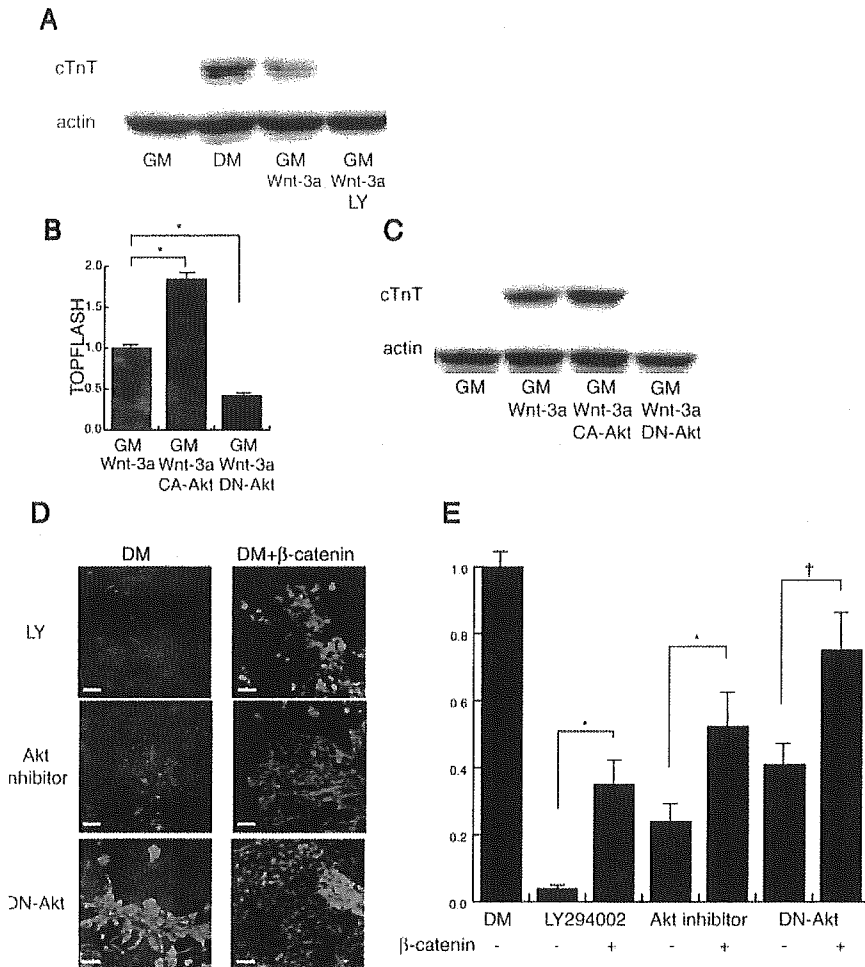 A
cTnT
actin
GM DM GM GM
Wnt-3a Wnt-3a
LY
B
*
*
TOPFLASH
2.0
1.5
1.0
0.5
0.0
GM GM GM
Wnt-3a Wnt-3a Wnt-3a
CA-Akt DN-Akt
C
cTnT
actin
GM GM GM GM
Wnt-3a Wnt-3a Wnt-3a
CA-Akt DN-Akt
D
DM DM+β-catenin
LY
Akt
nhibitor
DN-Akt
E
1.0
0.8
0.6
0.4
0.2
0.0
*
*
†
DM LY294002 Akt inhibitor DN-Akt
β-catenin - - + - + - +